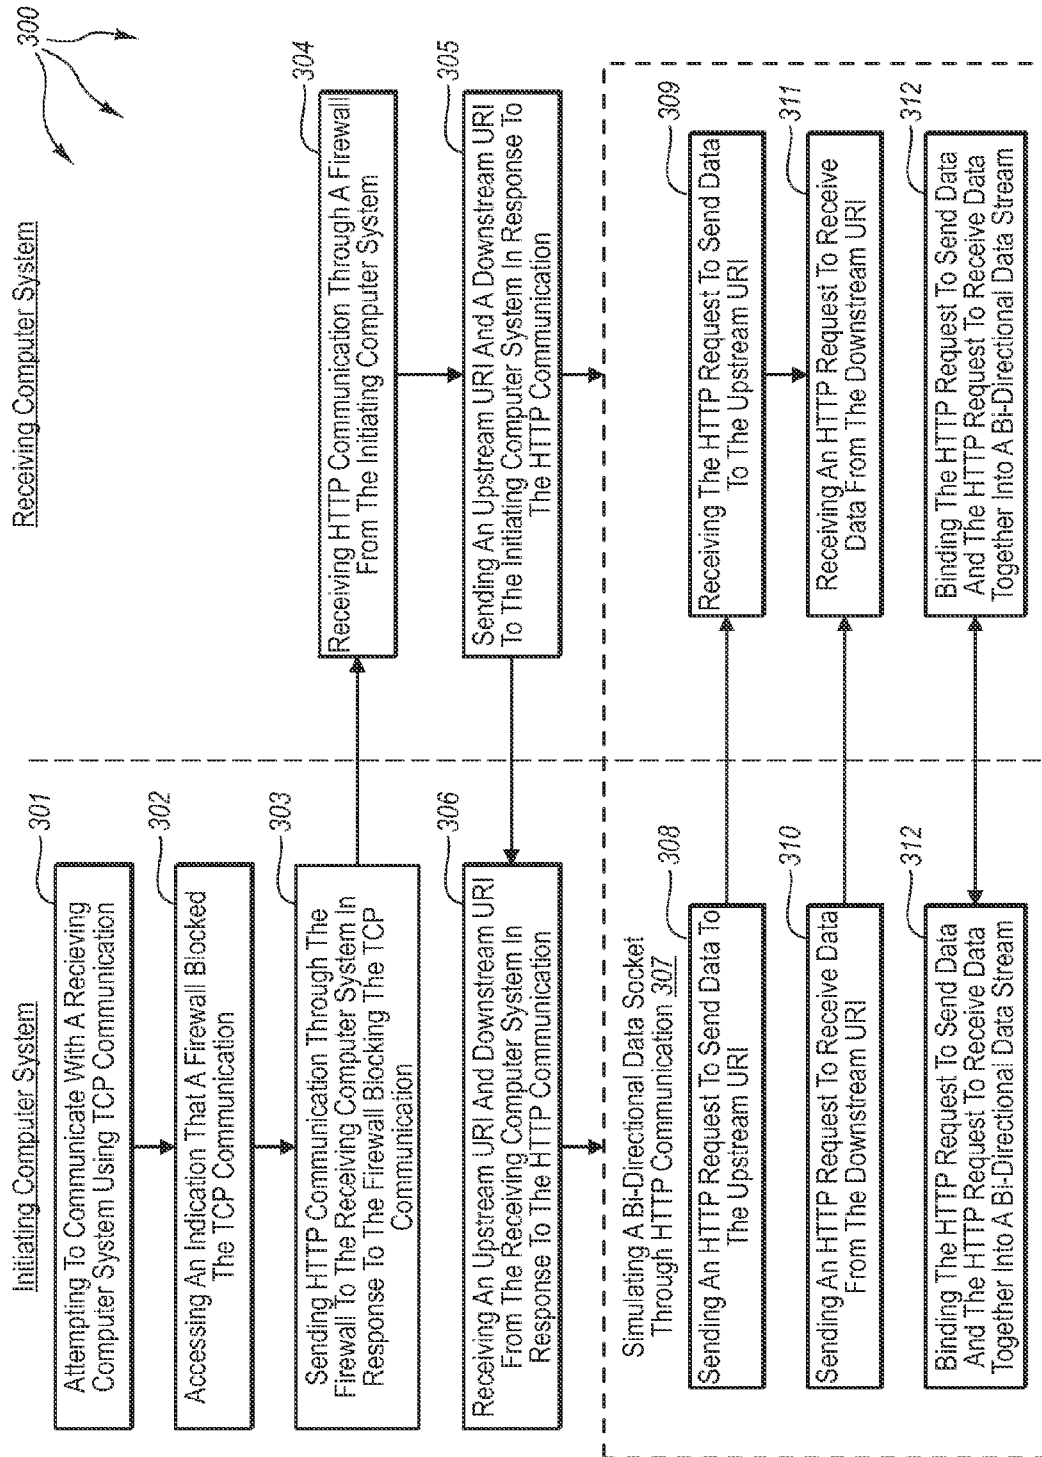 300
Initiating Computer System
Receiving Computer System
301
Attempting To Communicate With A Recieving
Computer System Using TCP Communication
302
Accessing An Indication That A Firewall Blocked
The TCP Communication
303
Sending HTTP Communication Through The
Firewall To The Receiving Computer System In
Response To The Firewall Blocking The TCP
Communication
304
Receiving HTTP Communication Through A Firewall
From The Initiating Computer System
305
Sending An Upstream URI And A Downstream URI
To The Initiating Computer System In Response To
The HTTP Communication
306
Receiving An Upstream URI And Downstream URI
From The Receiving Computer System In
Response To The HTTP Communication
Simulating A Bi-Directional Data Socket
Through HTTP Communication 307
308
Sending An HTTP Request To Send Data To
The Upstream URI
309
Receiving The HTTP Request To Send Data
To The Upstream URI
310
Sending An HTTP Request To Receive Data
From The Downstream URI
311
Receiving An HTTP Request To Receive
Data From The Downstream URI
312
Binding The HTTP Request To Send Data
And The HTTP Request To Receive Data
Together Into A Bi-Directional Data Stream
312
Binding The HTTP Request To Send Data
And The HTTP Request To Receive Data
Together Into A Bi-Directional Data Stream